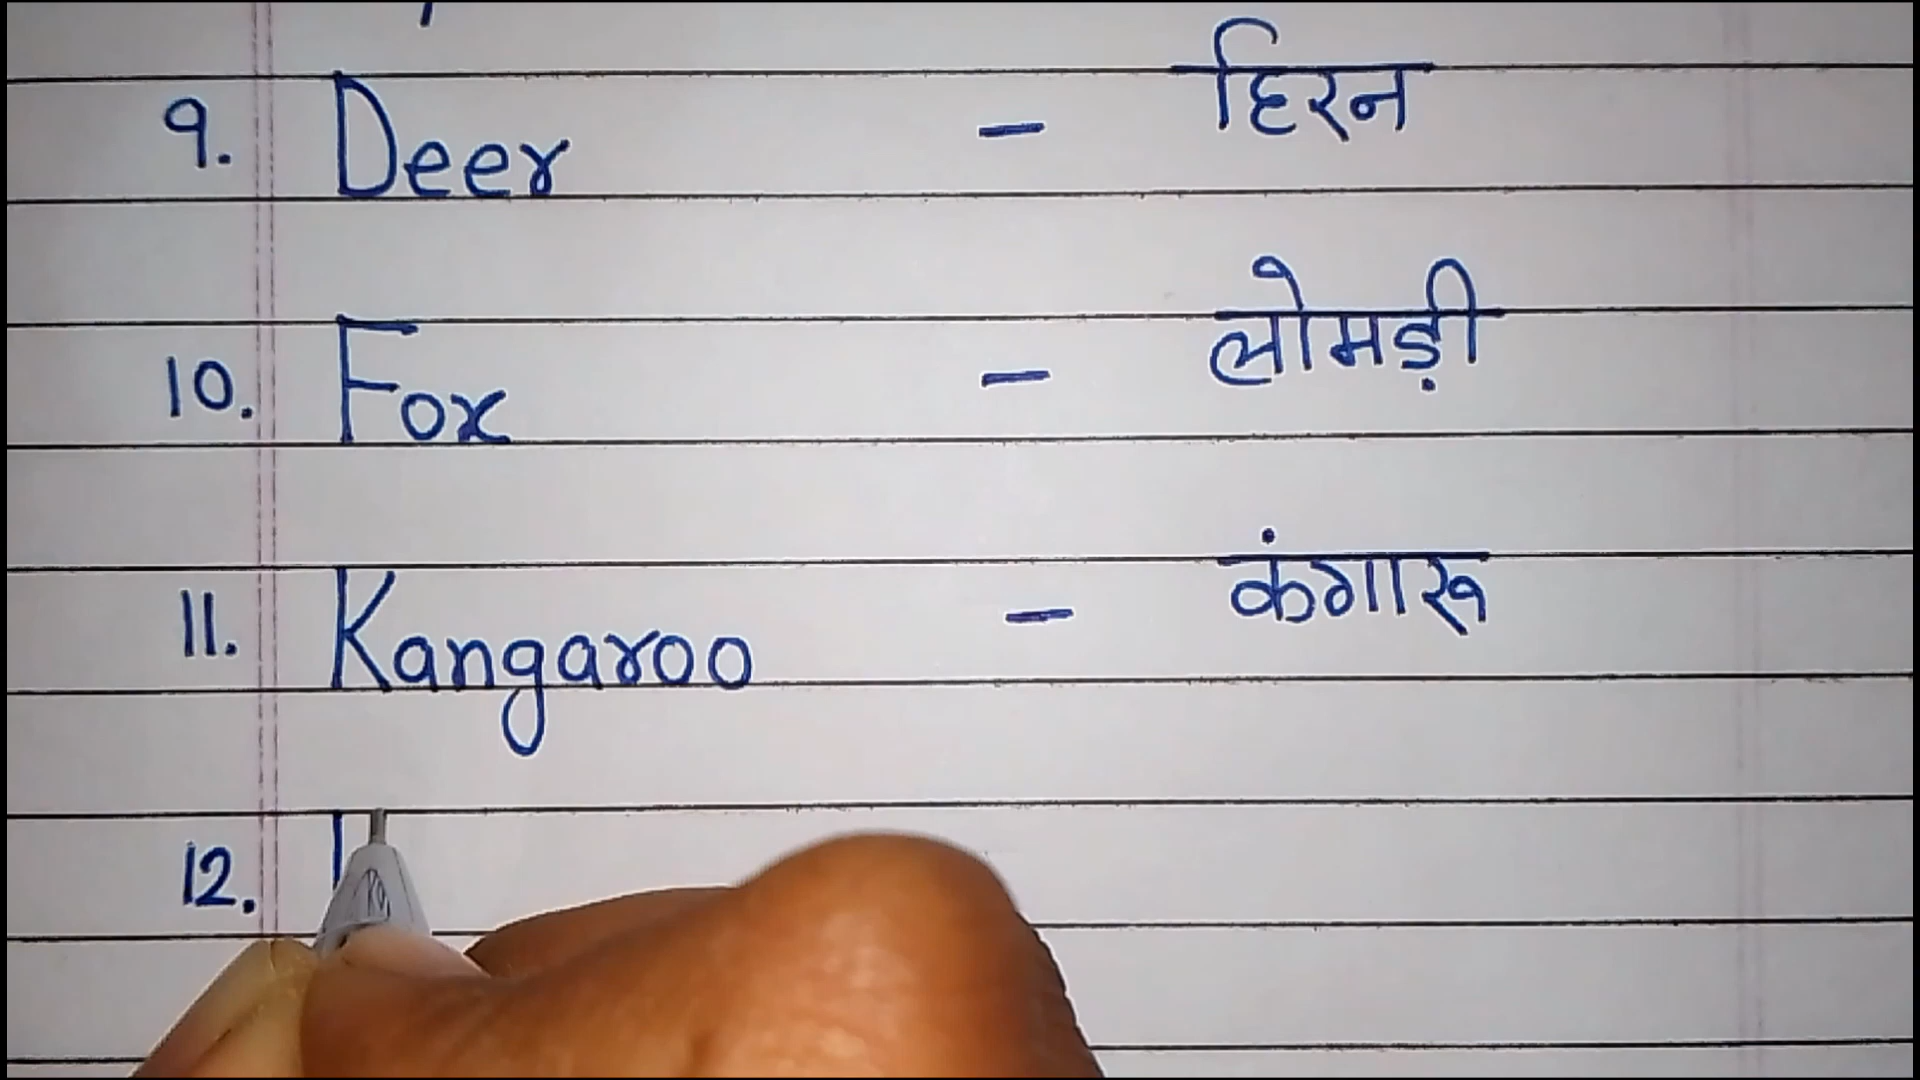 9. Deer - हिरन
10. Fox - लोमड़ी
11. Kangaroo - कंगारू
12.